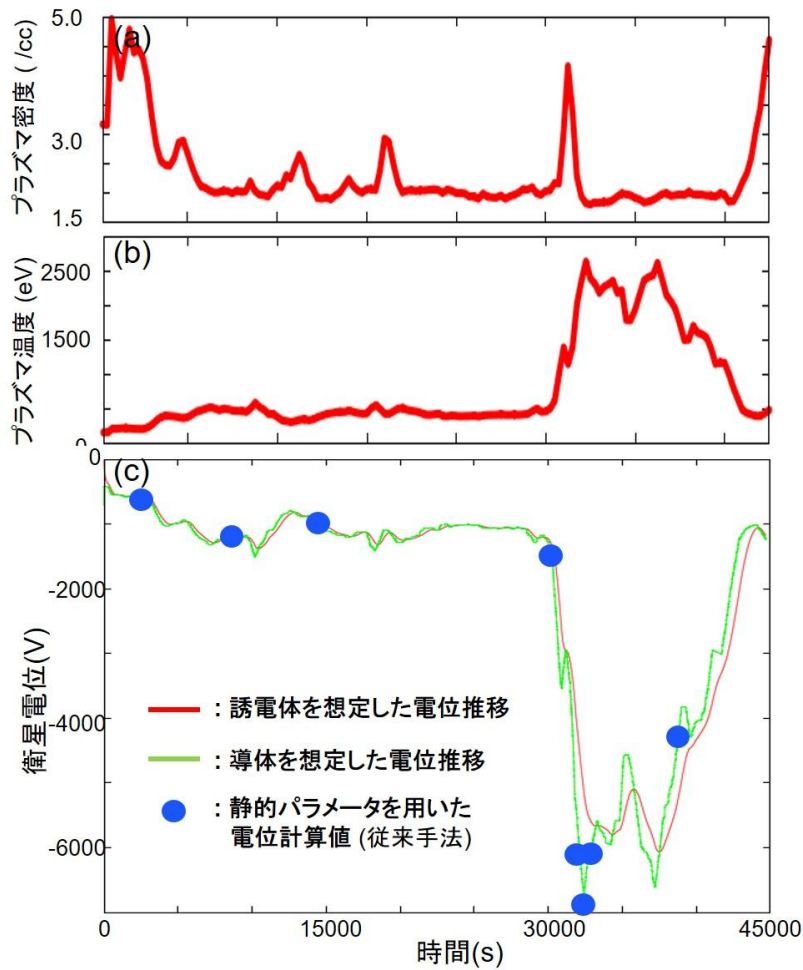 (a)
5.0
3.0
1.5
プラズマ密度 ( /cc)
(b)
2500
1500
プラズマ温度 (eV)
(c)
0
-2000
-4000
-6000
衛星電位(V)
: 誘電体を想定した電位推移
: 導体を想定した電位推移
: 静的パラメータを用いた
電位計算値 (従来手法)
0
15000
30000
45000
時間(s)